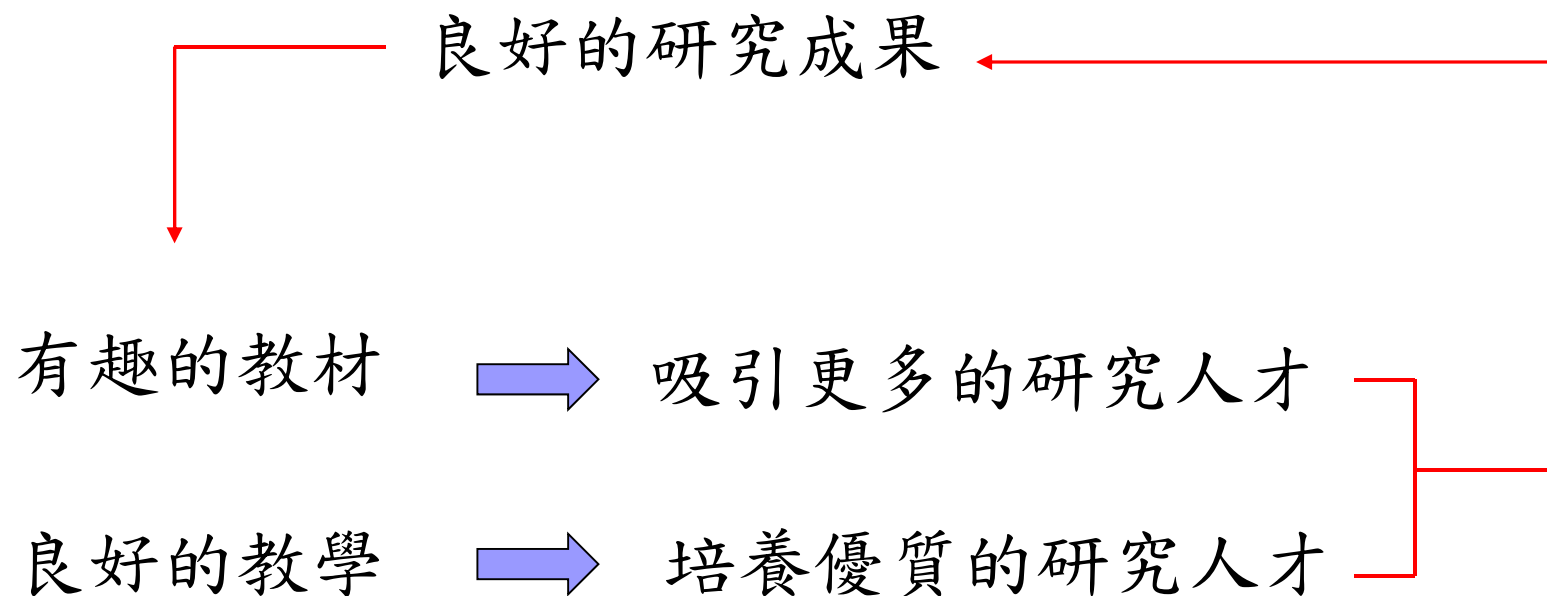 良好的研究成果
有趣的教材
吸引更多的研究人才
良好的教學
培養優質的研究人才